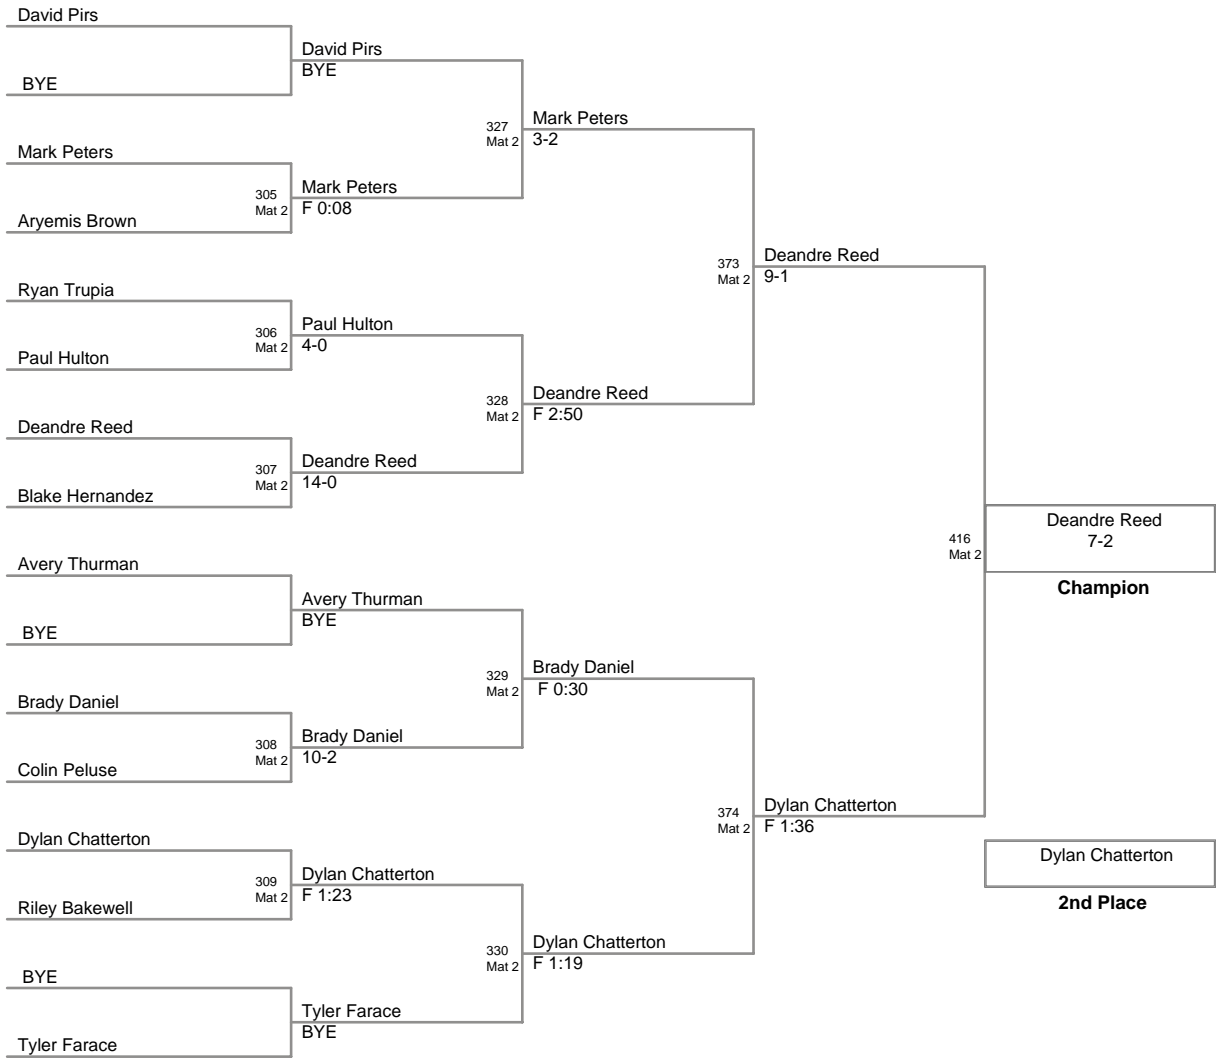 David Pirs
BYE
David Pirs
BYE
Mark Peters
Aryemis Brown
305
Mat 2
Mark Peters
F 0:08
327
Mat 2
Mark Peters
3-2
Ryan Trupia
Paul Hulton
306
Mat 2
Paul Hulton
4-0
Deandre Reed
Blake Hernandez
307
Mat 2
Deandre Reed
14-0
328
Mat 2
Deandre Reed
F 2:50
373
Mat 2
Deandre Reed
9-1
Avery Thurman
BYE
Avery Thurman
BYE
Brady Daniel
Colin Peluse
308
Mat 2
Brady Daniel
10-2
329
Mat 2
Brady Daniel
F 0:30
Dylan Chatterton
Riley Bakewell
309
Mat 2
Dylan Chatterton
F 1:23
BYE
Tyler Farace
Tyler Farace
BYE
330
Mat 2
Dylan Chatterton
F 1:19
374
Mat 2
Dylan Chatterton
F 1:36
416
Mat 2
Deandre Reed
7-2
Champion
Dylan Chatterton
2nd Place